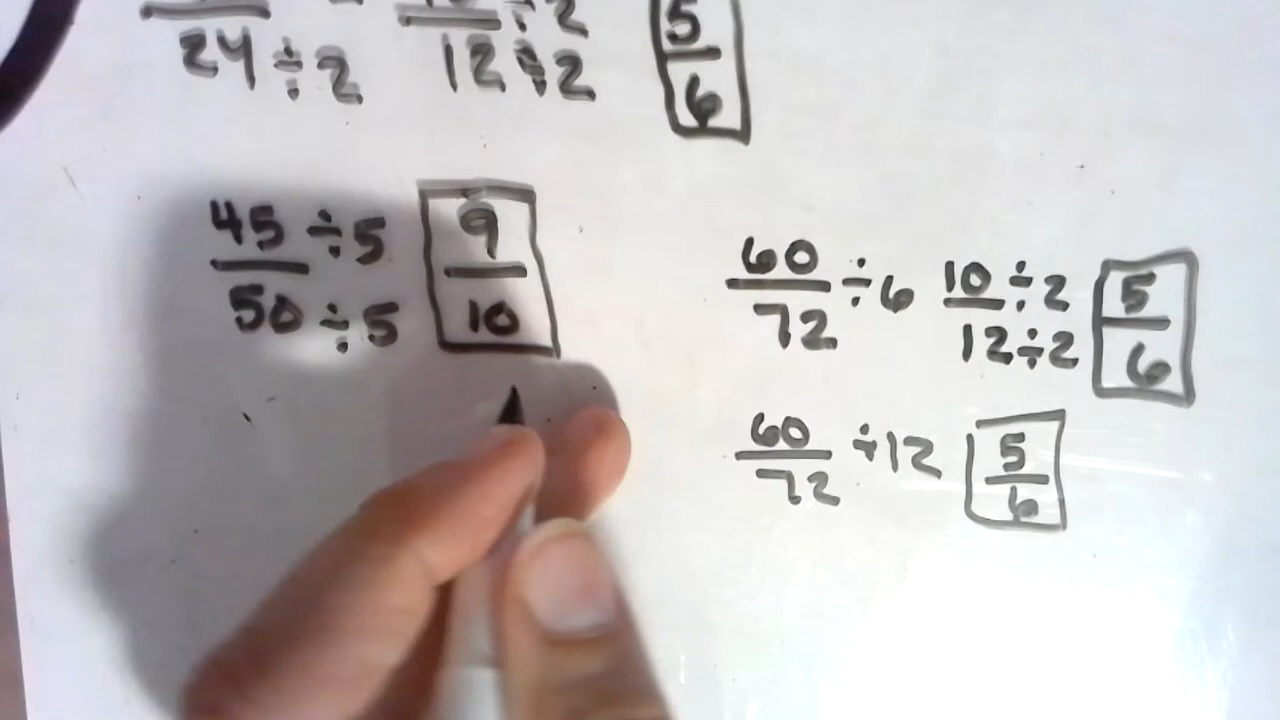 24 ÷2 12 ÷2 5/6
45/50 ÷5 ÷5 9/10
60/72 ÷6 10/12 ÷2 ÷2 5/6
60/72 ÷12 5/6